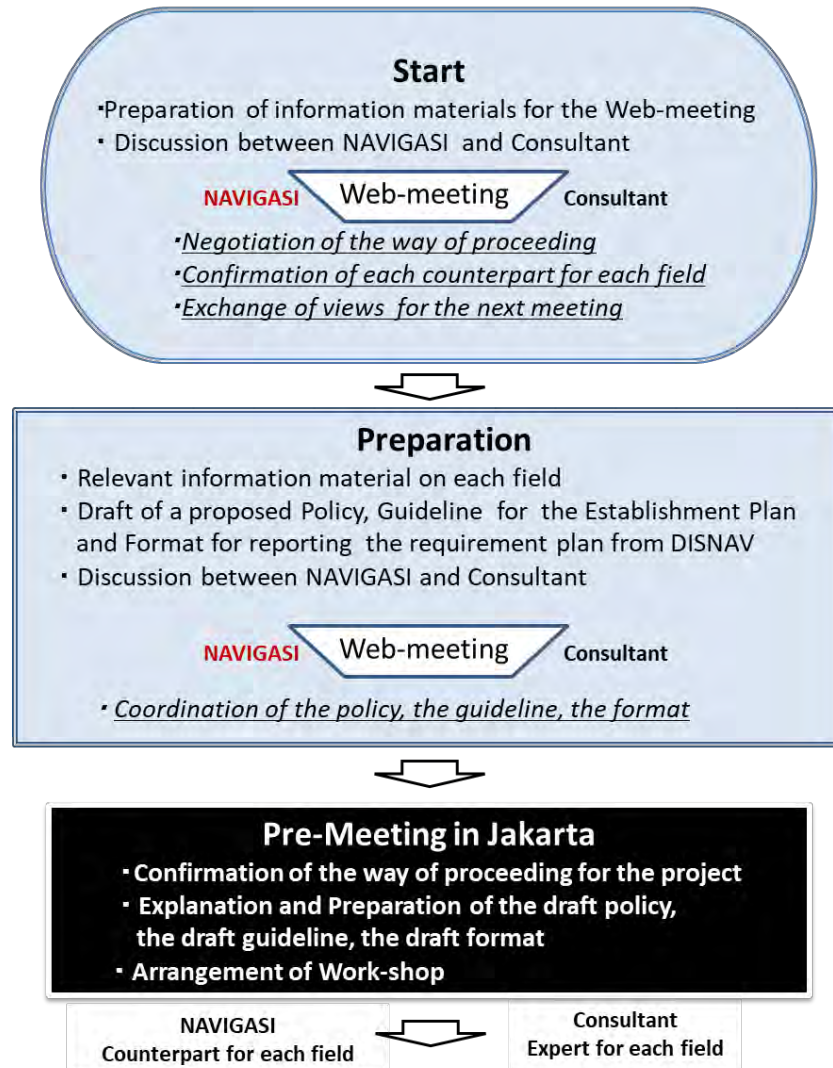 Start
・Preparation of information materials for the Web-meeting
・ Discussion between NAVIGASI and Consultant
NAVIGASI Web-meeting Consultant
・Negotiation of the way of proceeding
・Confirmation of each counterpart for each field
・Exchange of views for the next meeting
Preparation
・ Relevant information material on each field
・ Draft of a proposed Policy, Guideline for the Establishment Plan
and Format for reporting the requirement plan from DISNAV
・ Discussion between NAVIGASI and Consultant
NAVIGASI Web-meeting Consultant
・ Coordination of the policy, the guideline, the format
Pre-Meeting in Jakarta
・Confirmation of the way of proceeding for the project
・ Explanation and Preparation of the draft policy,
the draft guideline, the draft format
・ Arrangement of Work-shop
NAVIGASI
Counterpart for each field
Consultant
Expert for each field